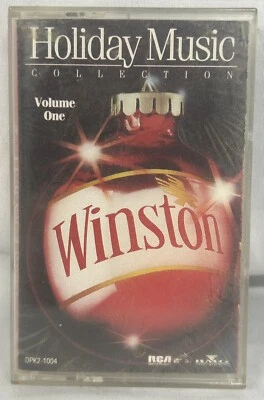 Holiday Music
COLLECTION
Volume
One
Winston
DPK2-1004
RCA